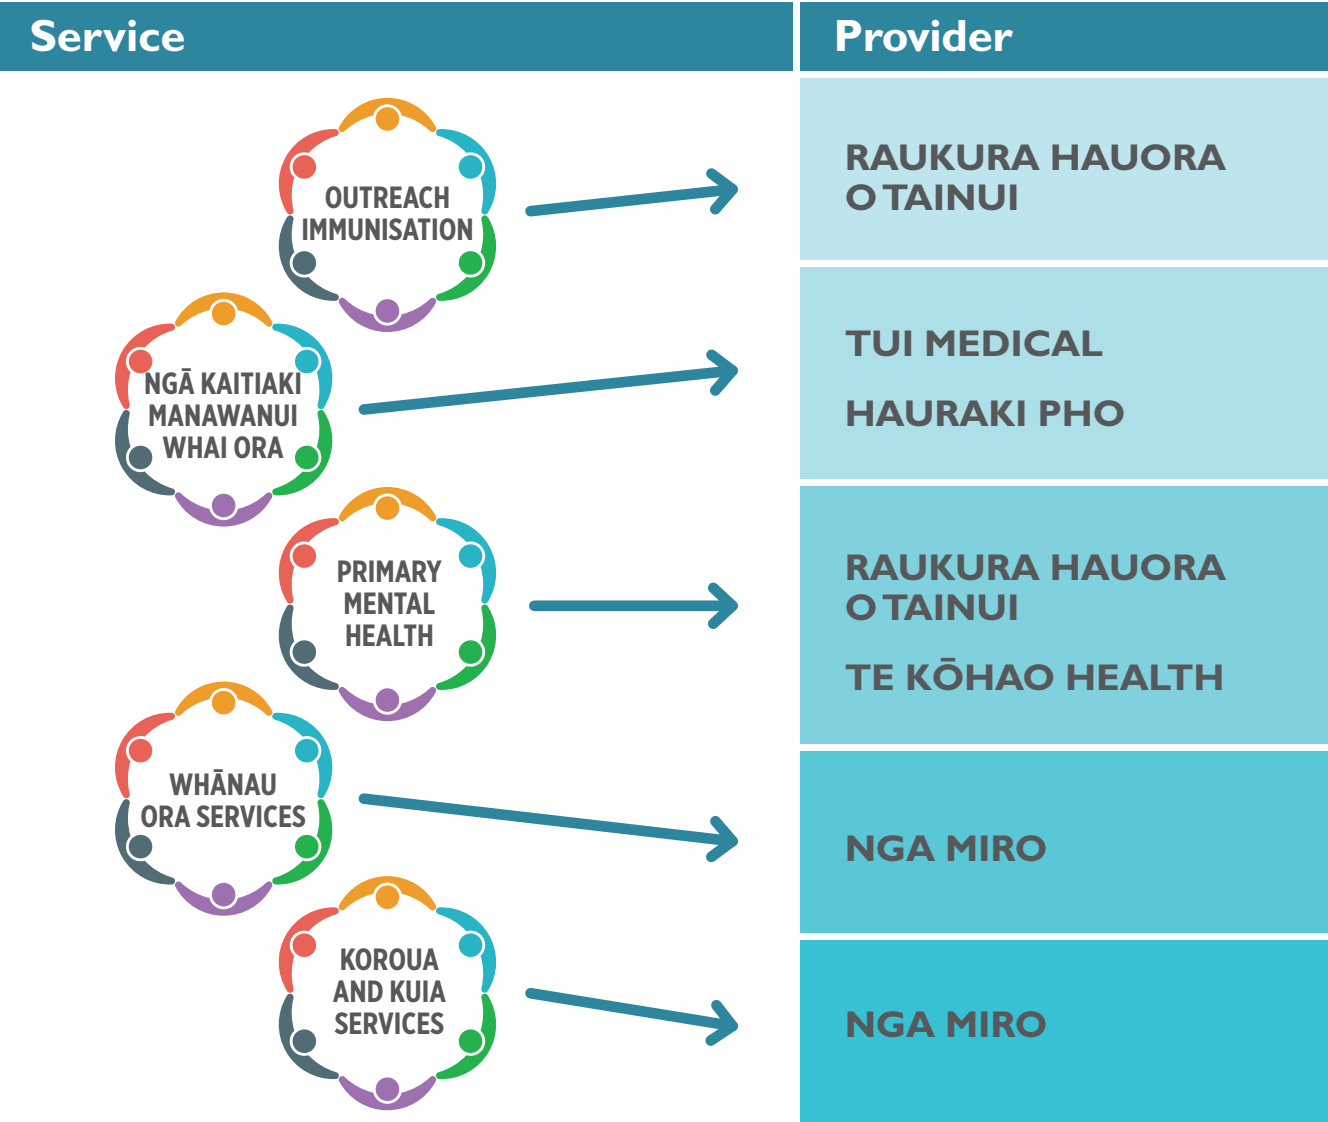 Service
Provider
OUTREACH
IMMUNISATION
RAUKURA HAUORA
O TAINUI
NGĀ KAITIAKI
MANAWANUI
WHAI ORA
TUI MEDICAL
HAURAKI PHO
PRIMARY
MENTAL
HEALTH
RAUKURA HAUORA
O TAINUI
TE KŌHAO HEALTH
WHĀNAU
ORA SERVICES
NGA MIRO
KOROUA
AND KUIA
SERVICES
NGA MIRO